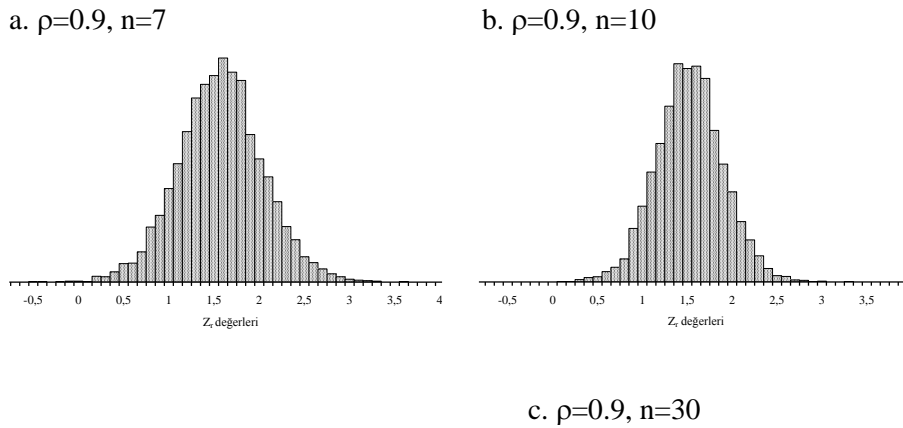 a. ρ=0.9, n=7
-0,5 0 0,5 1 1,5 2 2,5 3 3,5 4
Zr değerleri
b. ρ=0.9, n=10
-0,5 0 0,5 1 1,5 2 2,5 3 3,5
Zr değerleri
c. ρ=0.9, n=30